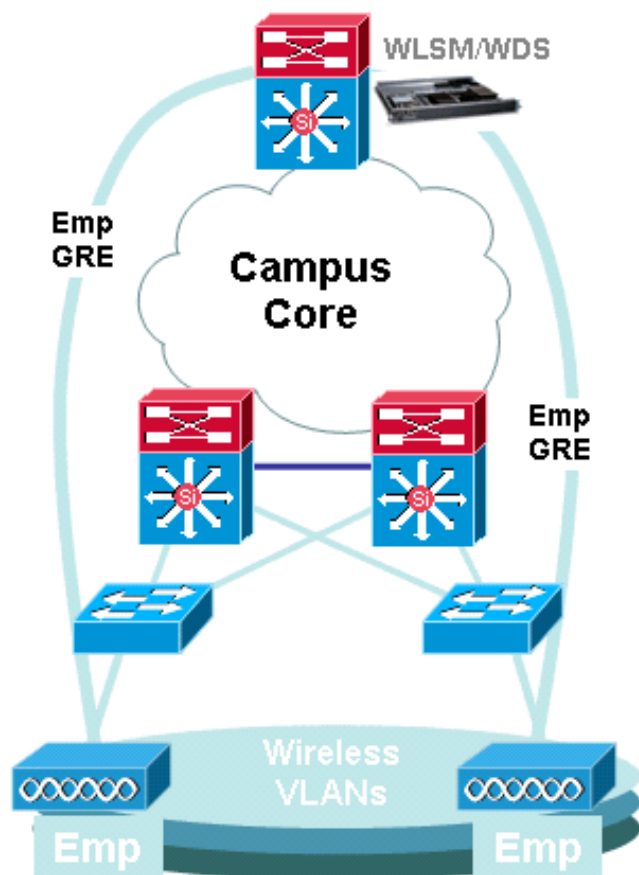 WLSM/WDS
Si
Emp
GRE
Campus
Core
Emp
GRE
Si
Si
Wireless
VLANs
Emp
Emp